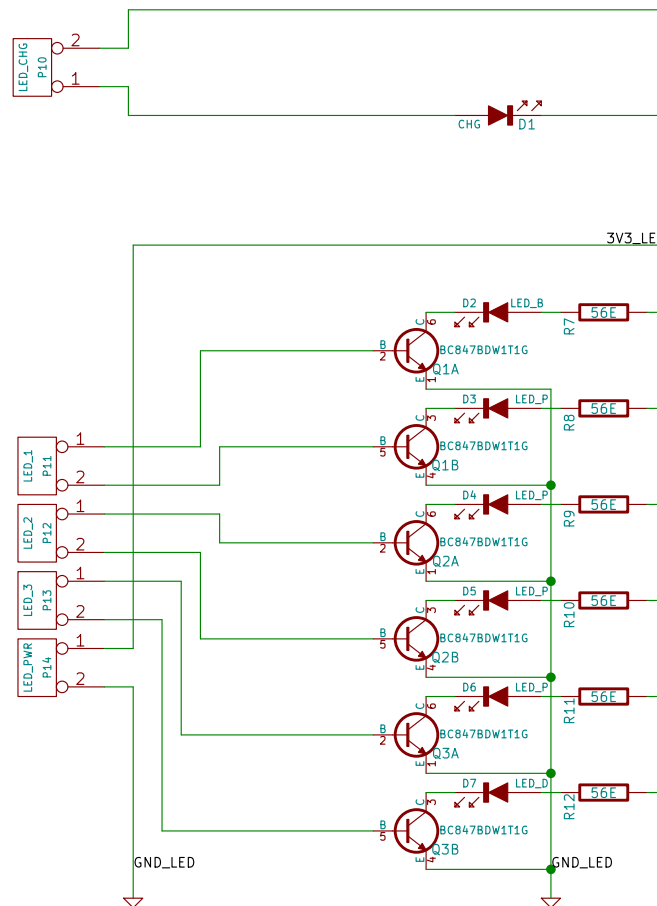 LED_CHG
P10
2
1
CHG
D1
3V3_LE
D2
LED_B
56E
R7
C
6
B
2
BC847BDW1T1G
E
1
Q1A
D3
LED_P
56E
R8
C
3
B
5
BC847BDW1T1G
E
4
Q1B
LED_1
P11
1
2
D4
LED_P
56E
R9
C
6
B
2
BC847BDW1T1G
E
1
Q2A
LED_2
P12
1
2
D5
LED_P
56E
R10
C
3
B
5
BC847BDW1T1G
E
4
Q2B
LED_3
P13
1
2
LED_PWR
P14
1
2
D6
LED_P
56E
R11
C
6
B
2
BC847BDW1T1G
E
1
Q3A
D7
LED_D
56E
R12
C
3
B
5
BC847BDW1T1G
E
4
Q3B
GND_LED
GND_LED